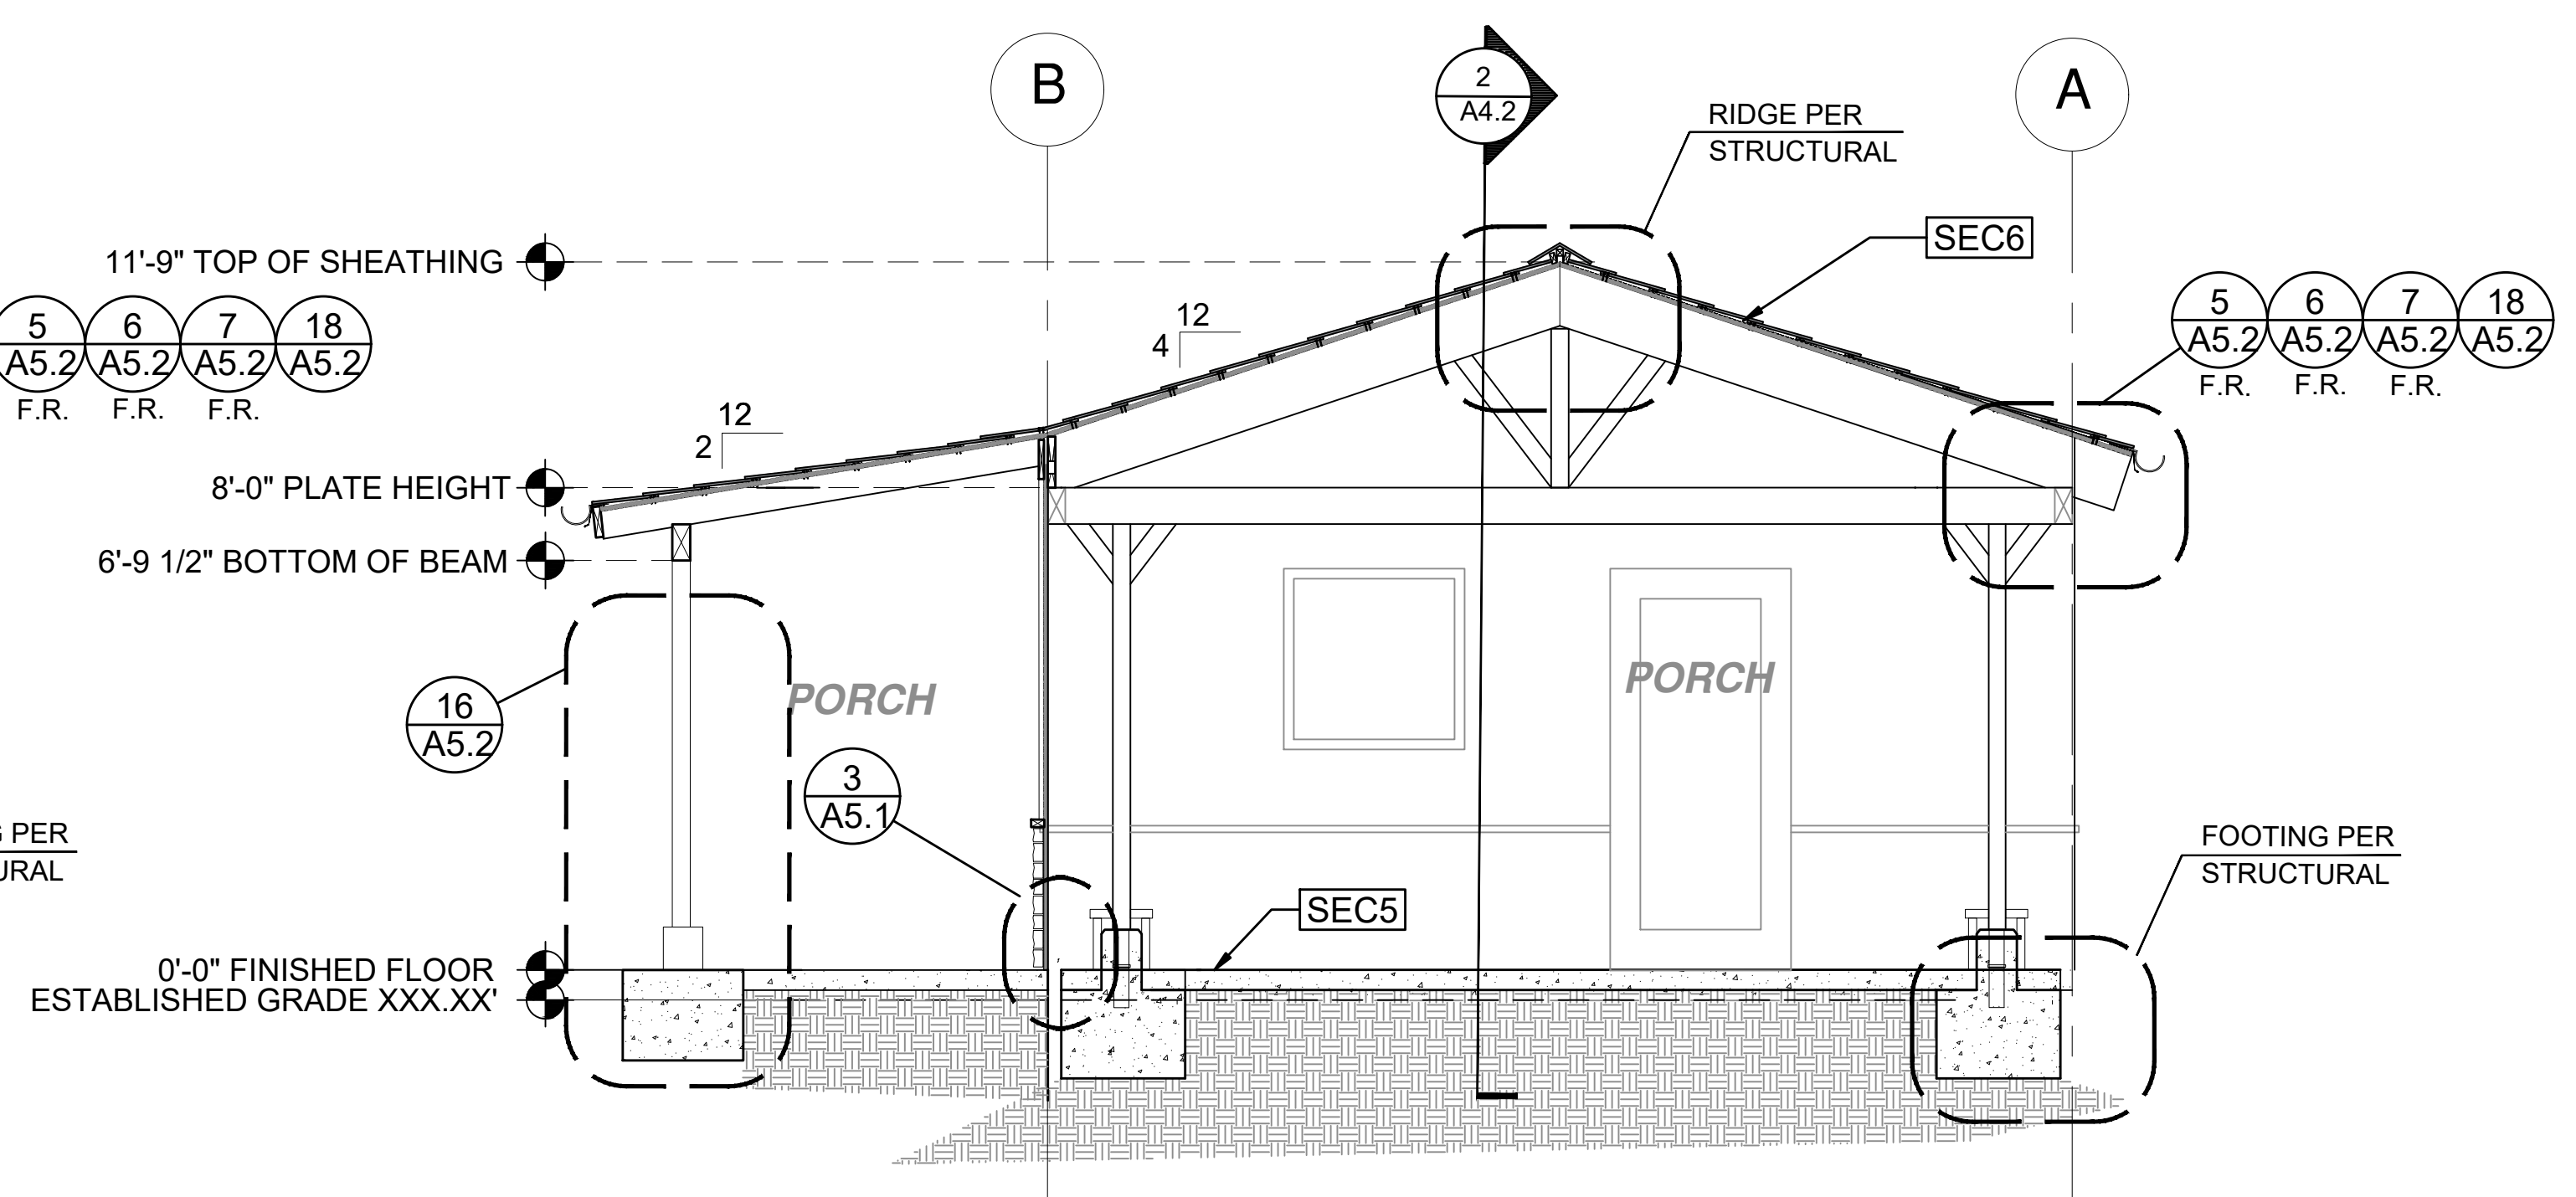 B
2
A4.2
A
RIDGE PER
STRUCTURAL
SEC6
11'-9" TOP OF SHEATHING
5
A5.2
F.R.
6
A5.2
F.R.
7
A5.2
F.R.
18
A5.2
12
4
5
A5.2
F.R.
6
A5.2
F.R.
7
A5.2
F.R.
18
A5.2
12
2
8'-0" PLATE HEIGHT
6'-9 1/2" BOTTOM OF BEAM
PORCH
PORCH
16
A5.2
3
A5.1
PER
FOOTING PER
STRUCTURAL
SEC5
0'-0" FINISHED FLOOR
ESTABLISHED GRADE XXX.XX'